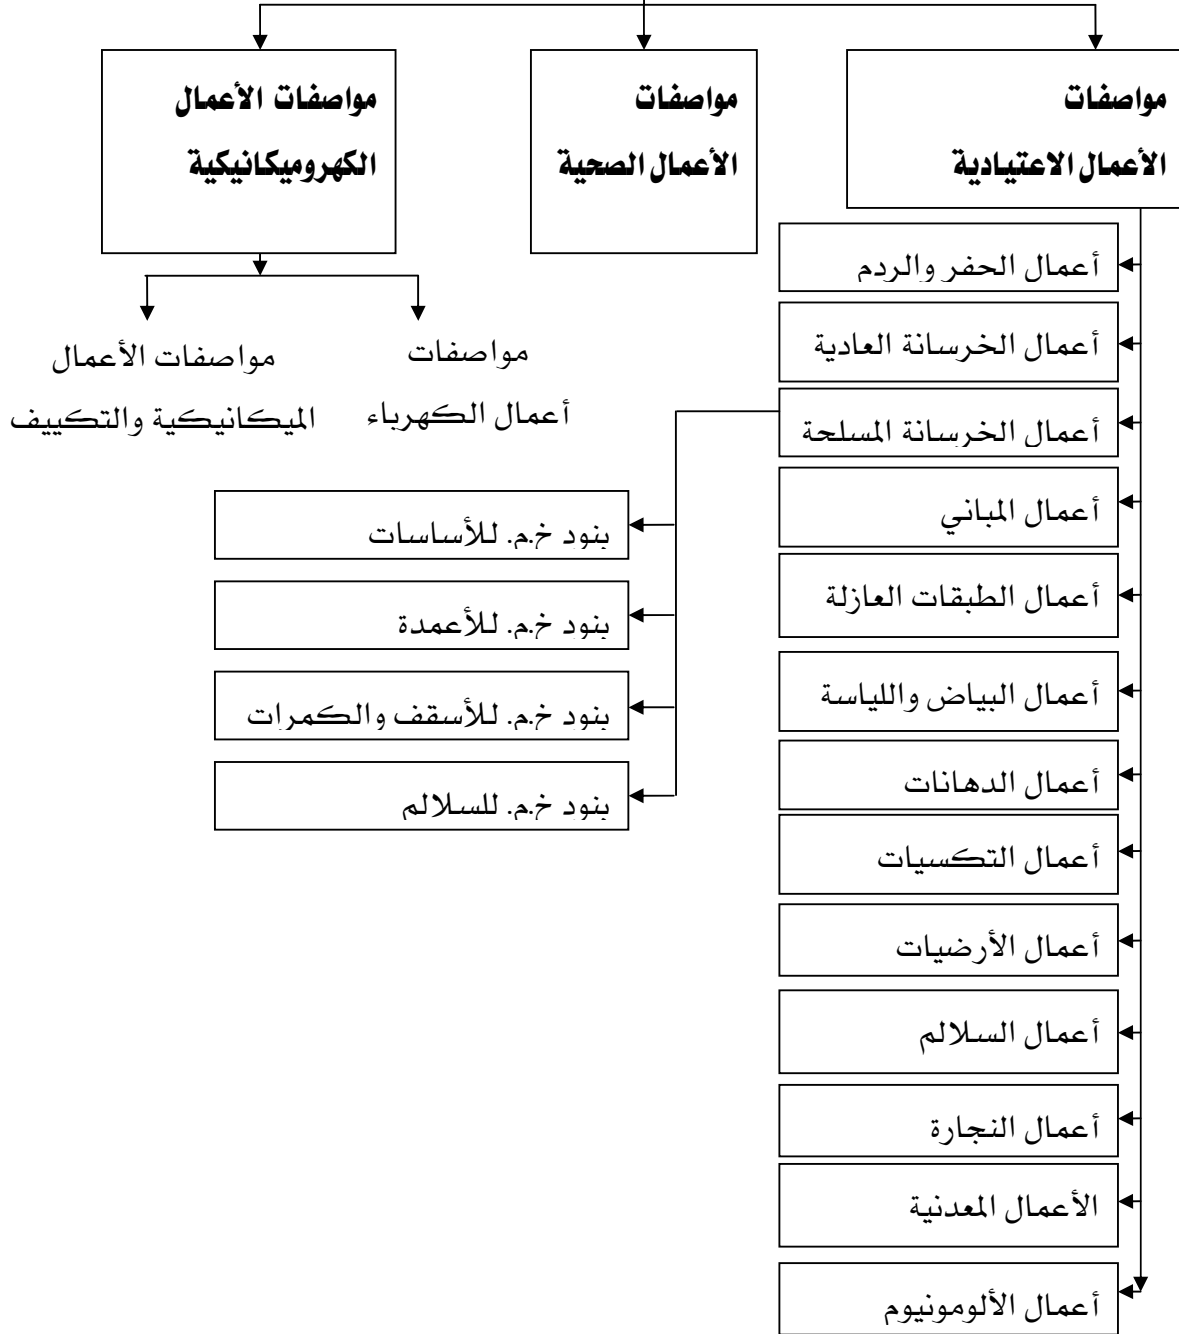 مواصفات
الأعمال الاعتيادية
مواصفات
الأعمال الصحية
مواصفات الأعمال
الكهروميكانيكية
أعمال الحفر والردم
أعمال الخرسانة العادية
أعمال الخرسانة المسلحة
أعمال المباني
أعمال الطبقات العازلة
أعمال البياض واللياسة
أعمال الدهانات
أعمال التكسيات
أعمال الأرضيات
أعمال السلالم
أعمال النجارة
الأعمال المعدنية
أعمال الألومونيوم
بنود خ.م. للأساسات
بنود خ.م. للأعمدة
بنود خ.م. للأسقف والكمرات
بنود خ.م. للسلالم
مواصفات
أعمال الكهرباء
مواصفات الأعمال
الميكانيكية والتكييف